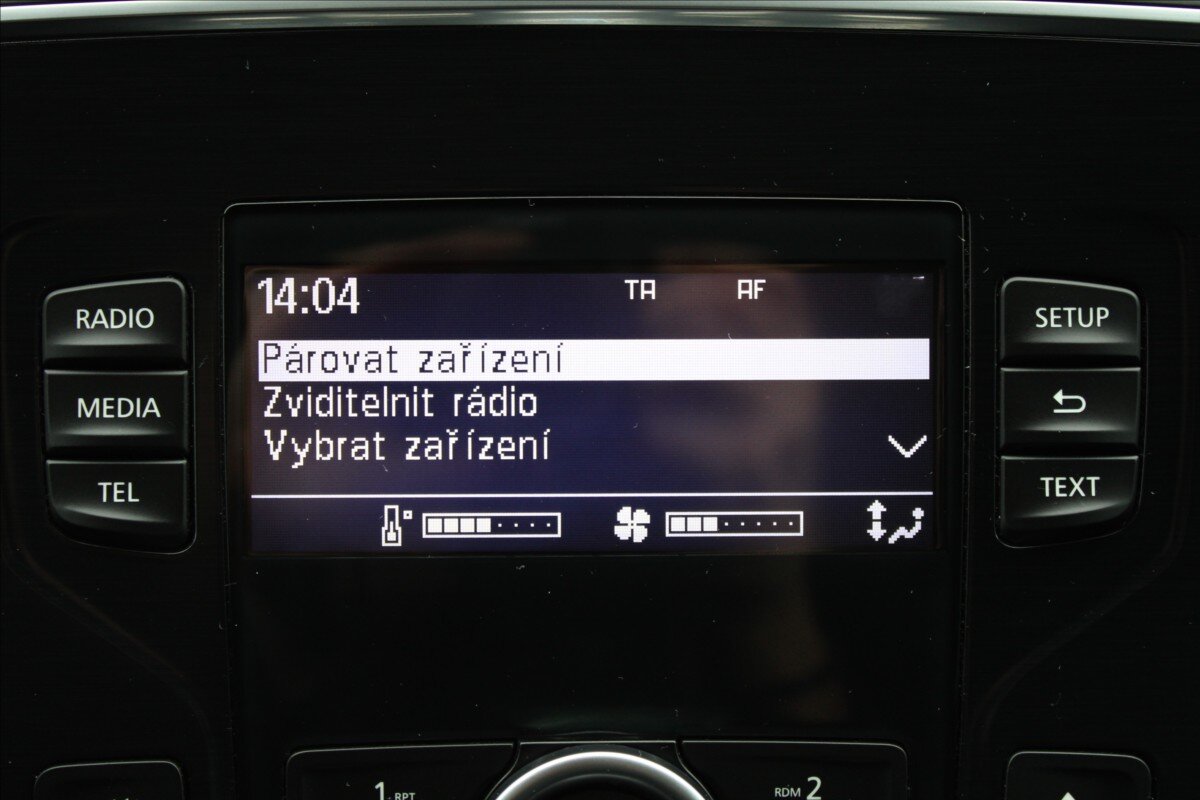 14:04 TA AF
RADIO
MEDIA
TEL
Párovat zařízení
Zviditelnit rádio
Vybrat zařízení
SETUP
TEXT
1 RPT
RDM 2